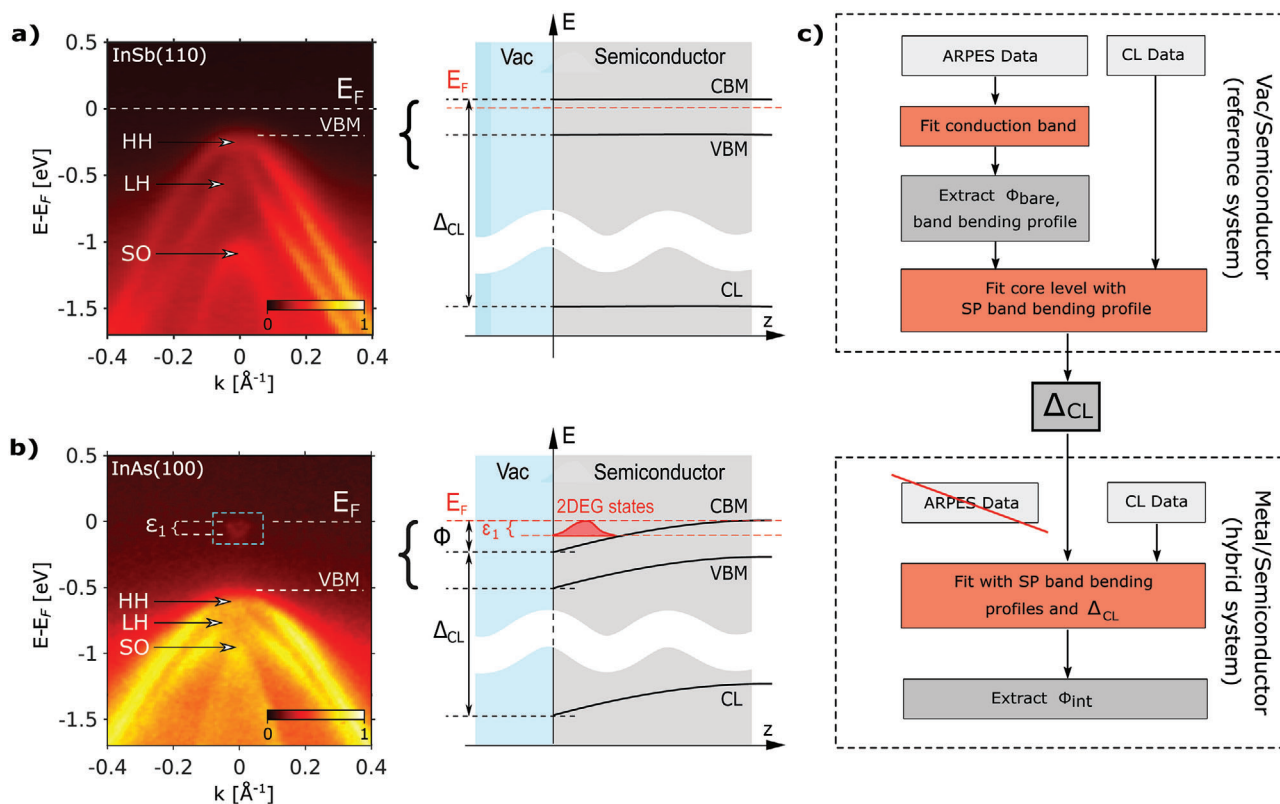 a)
InSb(110)
E_F
VBM
HH
LH
SO
0.5
0
-0.5
-1
-1.5
E-E_F [eV]
0 1
-0.4 -0.2 0 0.2 0.4
k [Å⁻¹]
E
Vac
Semiconductor
E_F
CBM
VBM
Δ_CL
CL
z
b)
InAs(100)
E_F
ε₁
VBM
HH
LH
SO
0.5
0
-0.5
-1
-1.5
E-E_F [eV]
0 1
-0.4 -0.2 0 0.2 0.4
k [Å⁻¹]
E
Vac
Semiconductor
E_F
2DEG states
CBM
Φ
ε₁
VBM
Δ_CL
CL
z
c)
ARPES Data
CL Data
Fit conduction band
Extract Φbare,
band bending profile
Fit core level with
SP band bending profile
Vac/Semiconductor
(reference system)
Δ_CL
ARPES Data
CL Data
Fit with SP band bending
profiles and Δ_CL
Extract Φint
Metal/Semiconductor
(hybrid system)